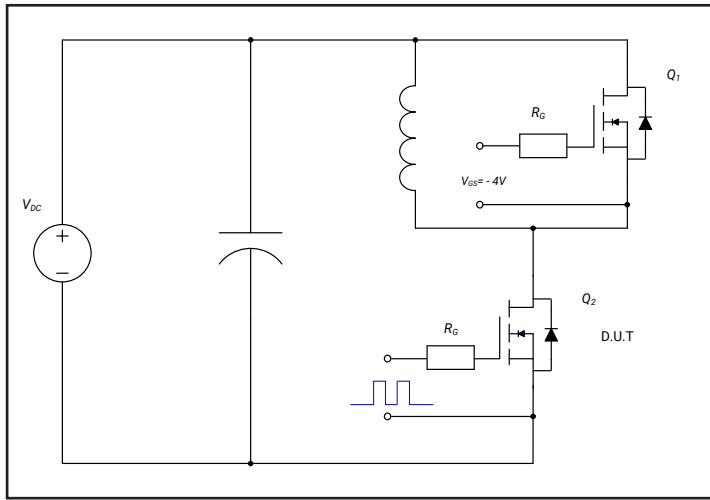 Q1
RG
VGS= - 4V
VDC
+
−
Q2
RG
D.U.T